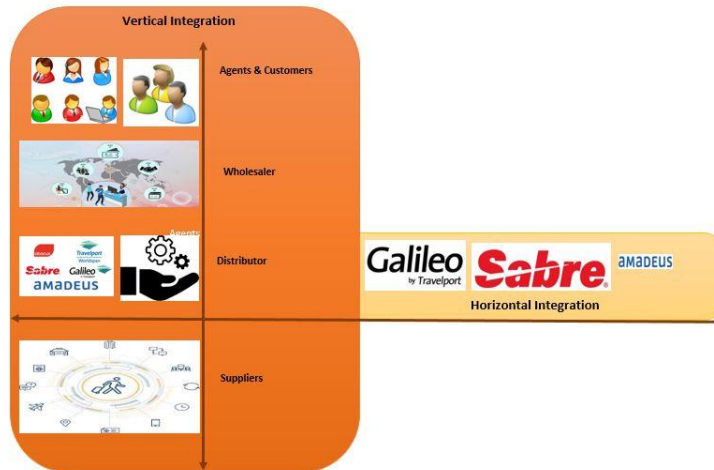 Vertical Integration
Agents & Customers
Wholesaler
Agents
Distributor
abacus
Travelport
Worldspan
Sabre
Galileo
AMADEUS
Galileo
by Travelport
Sabre
AMADEUS
Horizontal Integration
Suppliers